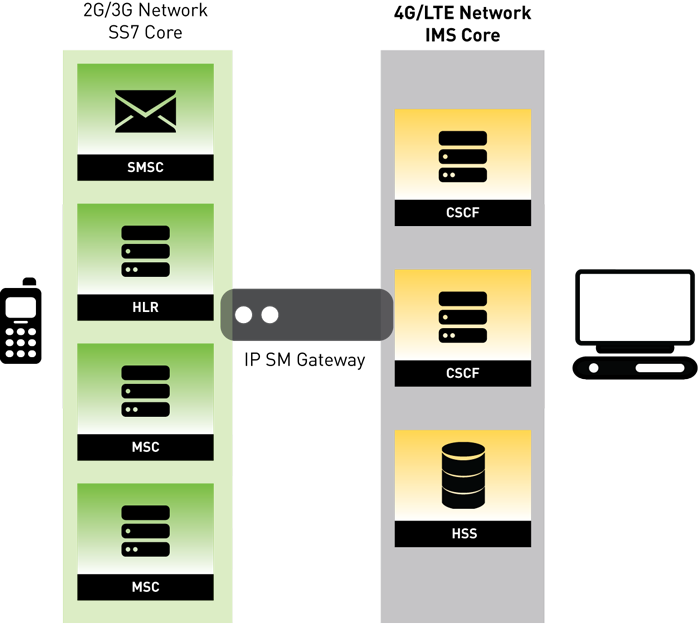 2G/3G Network
SS7 Core
SMSC
HLR
MSC
MSC
IP SM Gateway
4G/LTE Network
IMS Core
CSCF
CSCF
HSS